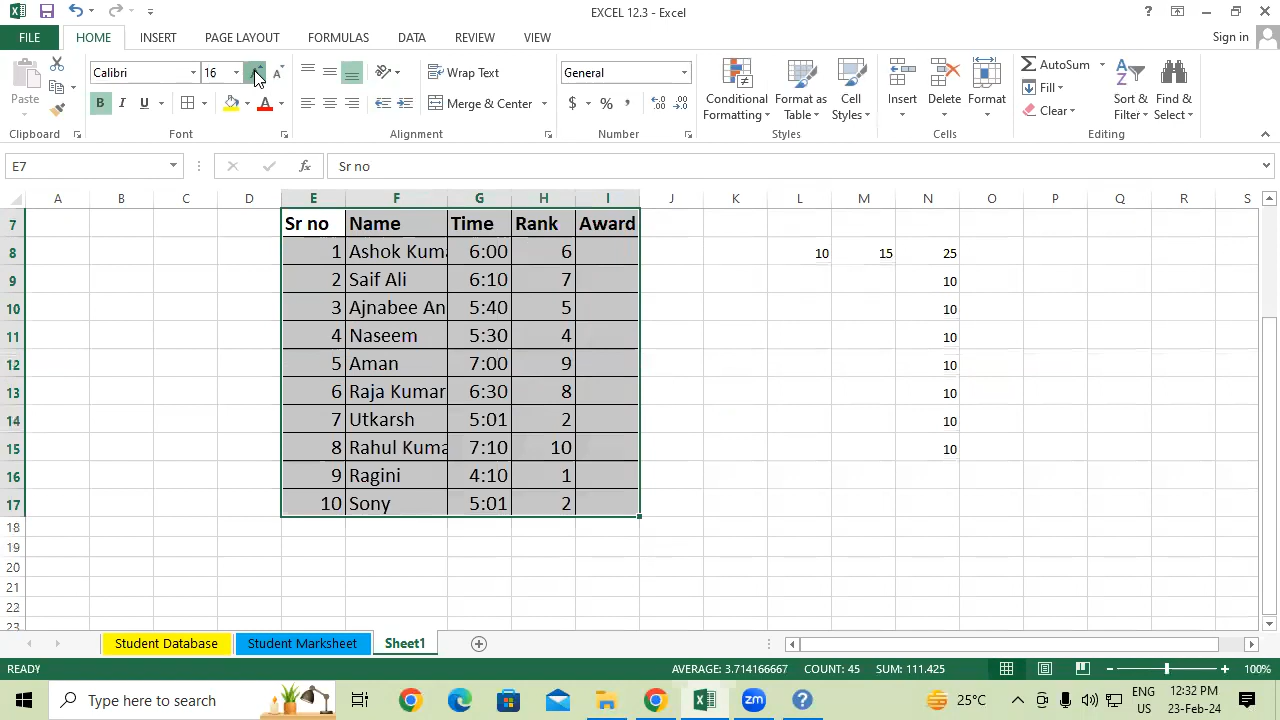 EXCEL 12.3 - Excel
?
FILE HOME INSERT PAGE LAYOUT FORMULAS DATA REVIEW VIEW Sign in
Paste
Calibri 16 A A
B I U A
Wrap Text
Merge & Center
General
$ % ,
Conditional Formatting
Format as Table
Cell Styles
Insert Delete Format
AutoSum
Fill
Clear
Sort & Filter
Find & Select
Clipboard Font Alignment Number Styles Cells Editing
E7 fx Sr no
A B C D E F G H I J K L M N O P Q R S
7 Sr no Name Time Rank Award
8 1 Ashok Kuma 6:00 6 10 15 25
9 2 Saif Ali 6:10 7 10
10 3 Ajnabee An 5:40 5 10
11 4 Naseem 5:30 4 10
12 5 Aman 7:00 9 10
13 6 Raja Kumar 6:30 8 10
14 7 Utkarsh 5:01 2 10
15 8 Rahul Kuma 7:10 10 10
16 9 Ragini 4:10 1
17 10 Sony 5:01 2
18
19
20
21
22
23
Student Database Student Marksheet Sheet1
READY AVERAGE: 3.714166667 COUNT: 45 SUM: 111.425 100%
Type here to search zm ? 25°C ENG US 12:32 PM 23-Feb-24